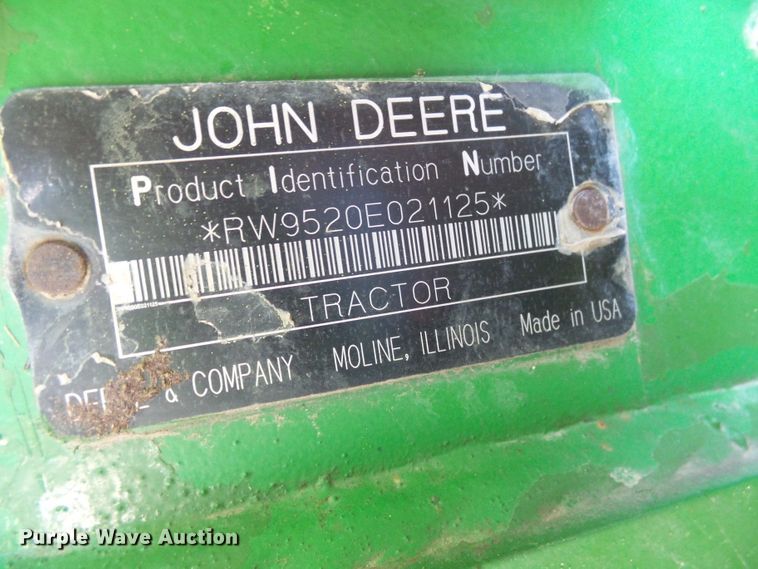 JOHN DEERE
Product Identification Number
*RW9520E021125*
TRACTOR
& COMPANY MOLINE, ILLINOIS Made in USA
Purple Wave Auction